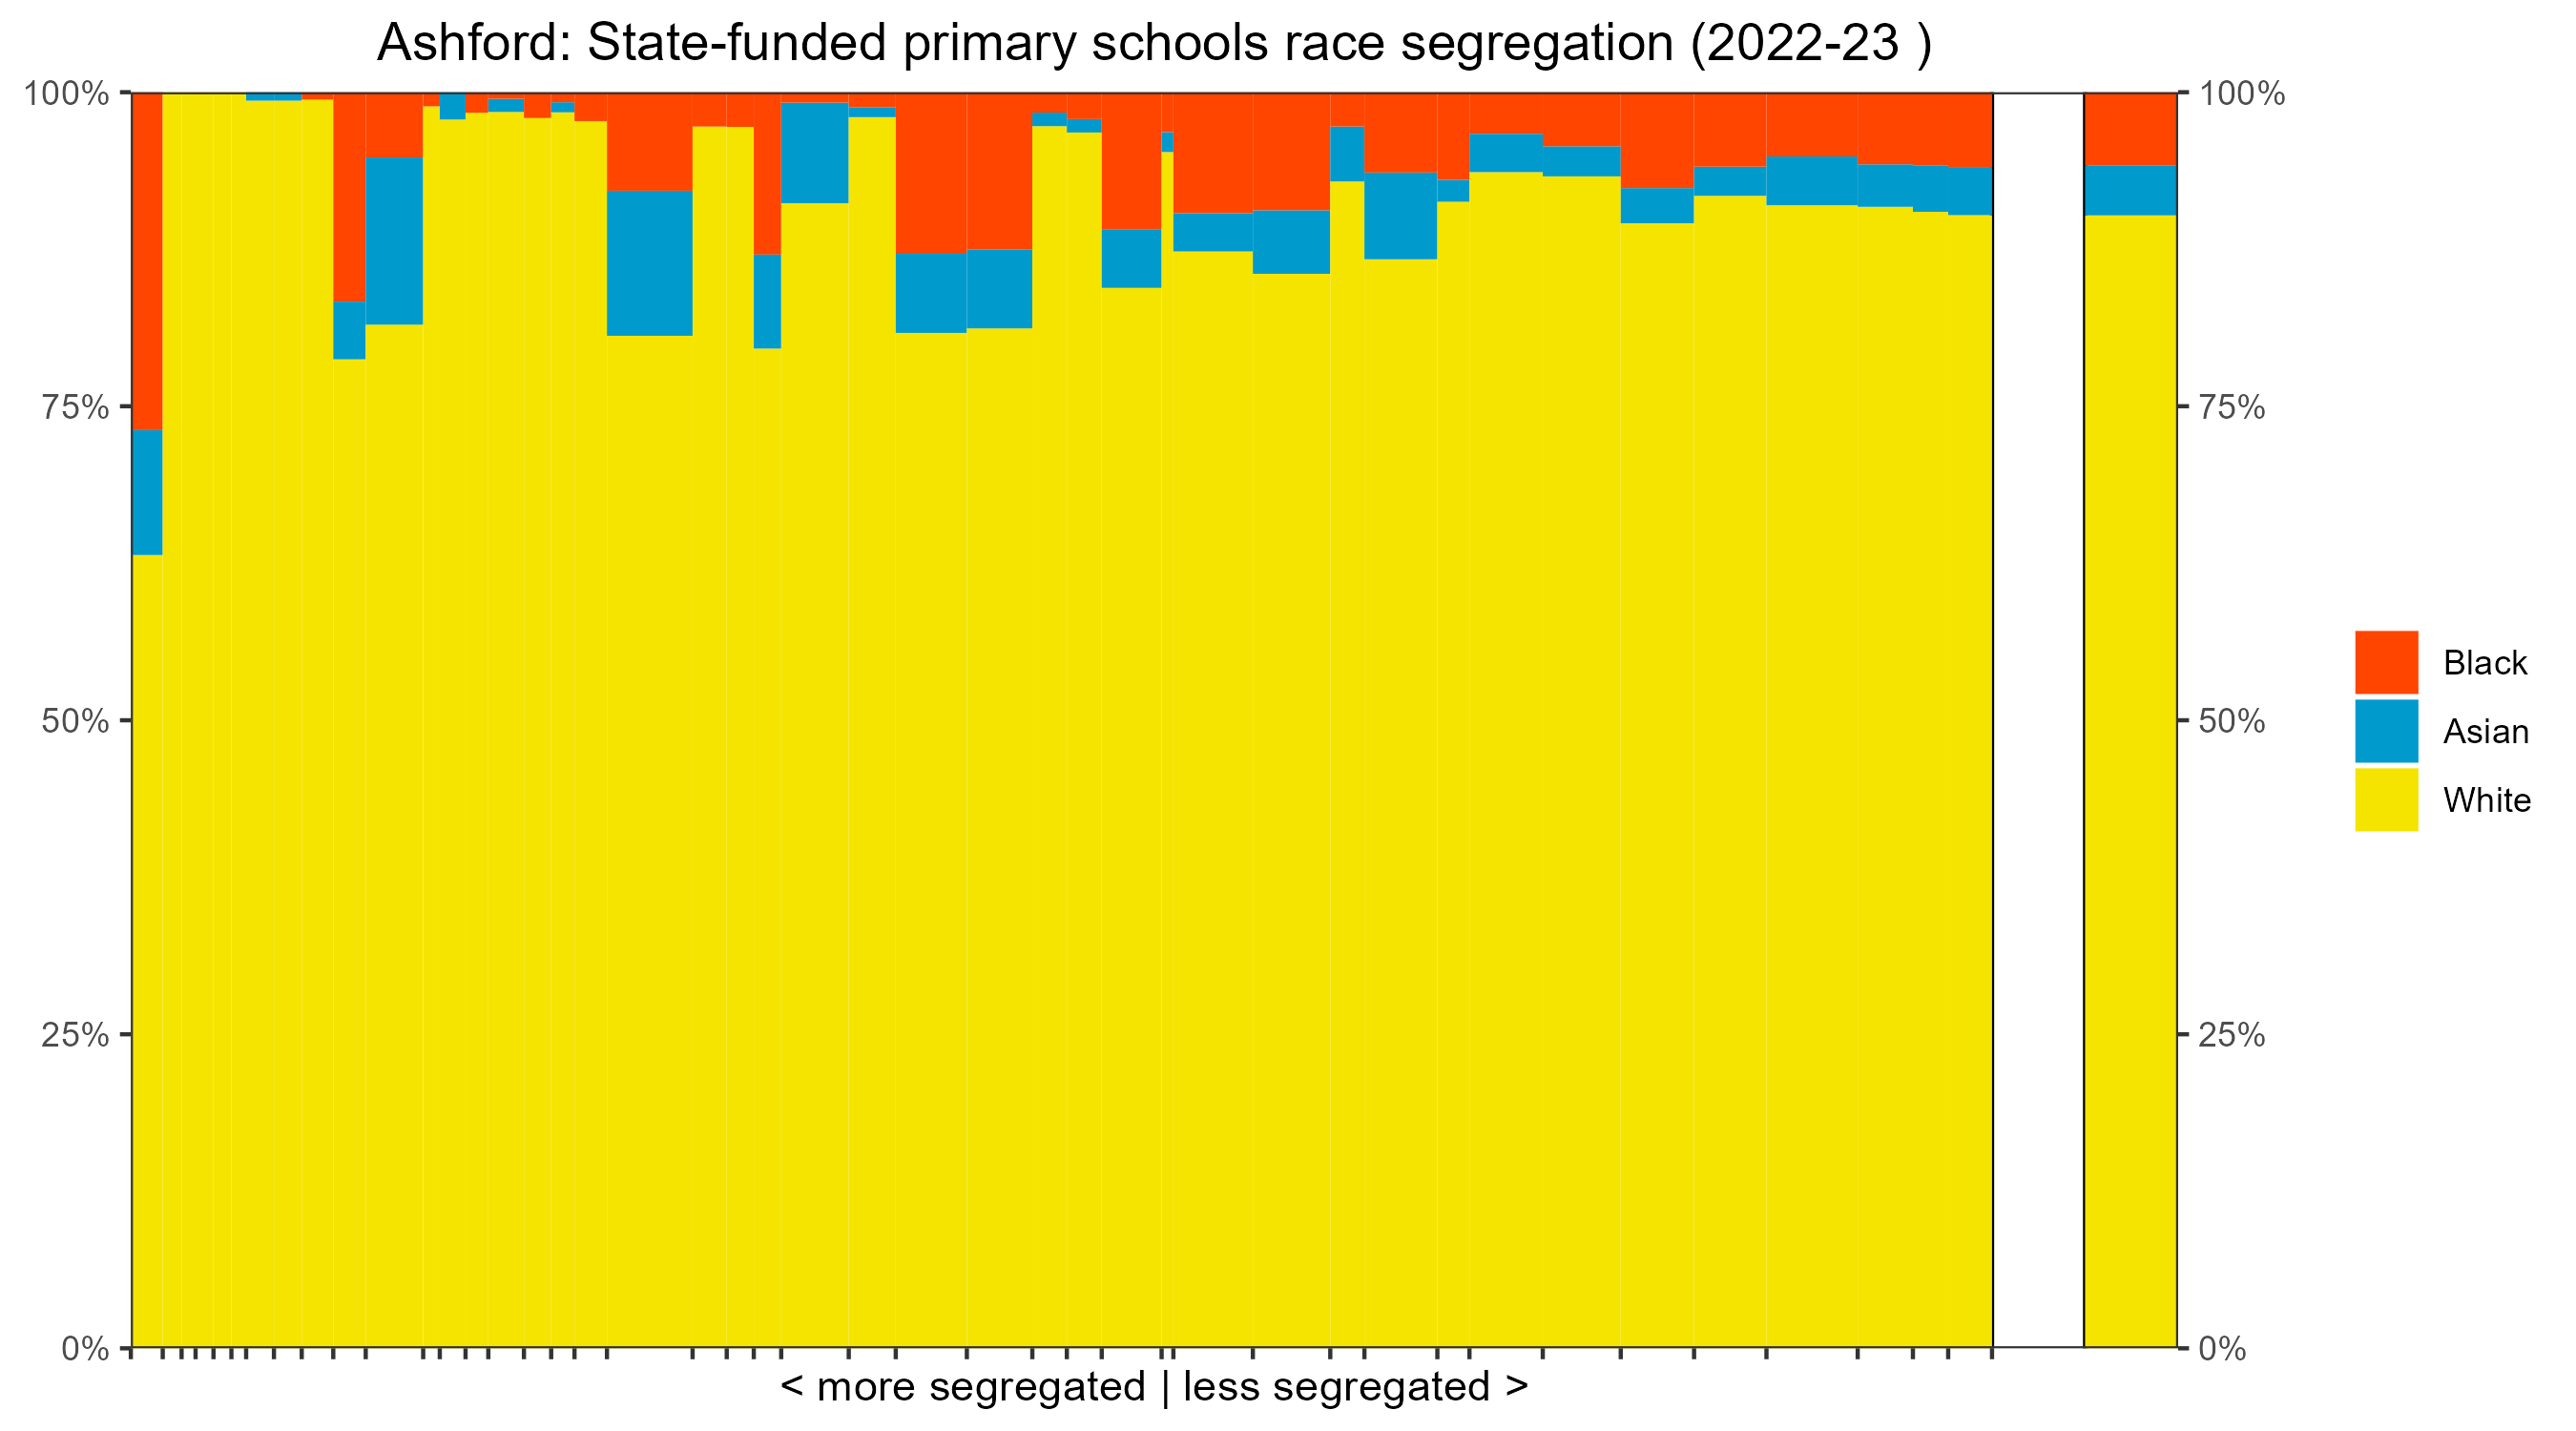 Ashford: State-funded primary schools race segregation (2022-23 )
100%
75%
50%
25%
0%
100%
75%
50%
25%
0%
Black
Asian
White
< more segregated | less segregated >